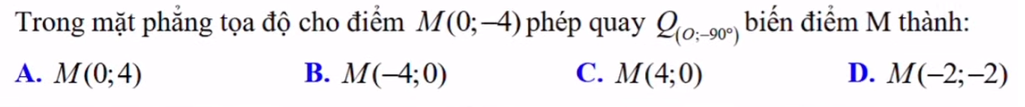 Trong mặt phẳng tọa độ cho điểm M(0;−4) phép quay Q(O;−90°) biến điểm M thành:
A. M(0;4) B. M(−4;0) C. M(4;0) D. M(−2;−2)